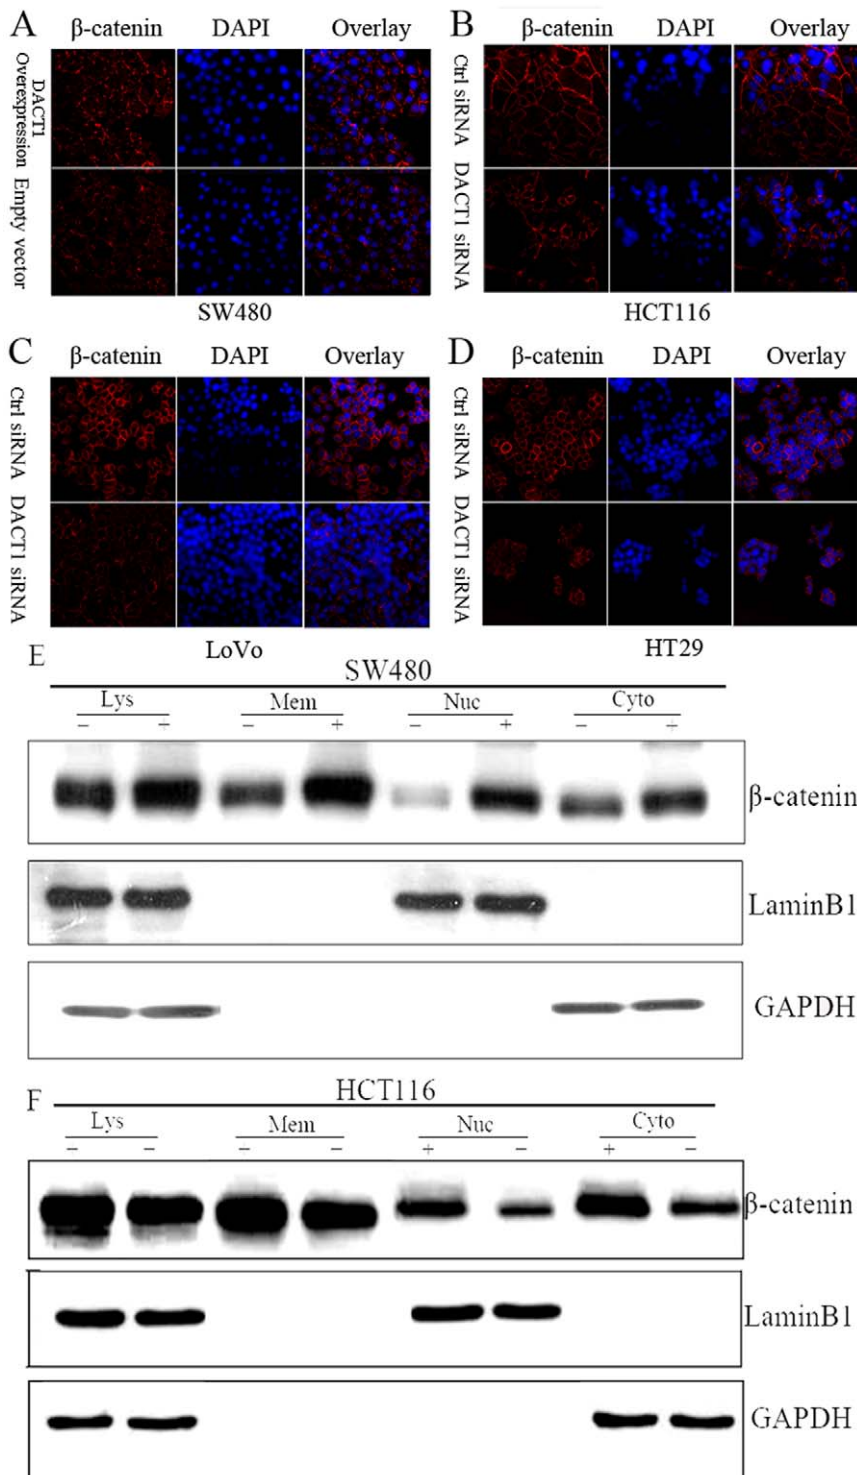 A
β-catenin DAPI Overlay
DACT1
Overexpression
Empty vector
SW480
B
β-catenin DAPI Overlay
Ctrl siRNA
DACT1 siRNA
HCT116
C
β-catenin DAPI Overlay
Ctrl siRNA
DACT1 siRNA
LoVo
D
β-catenin DAPI Overlay
Ctrl siRNA
DACT1 siRNA
HT29
E
SW480
Lys Mem Nuc Cyto
− + − + − + − +
β-catenin
LaminB1
GAPDH
F
HCT116
Lys Mem Nuc Cyto
− − − − + − + −
β-catenin
LaminB1
GAPDH